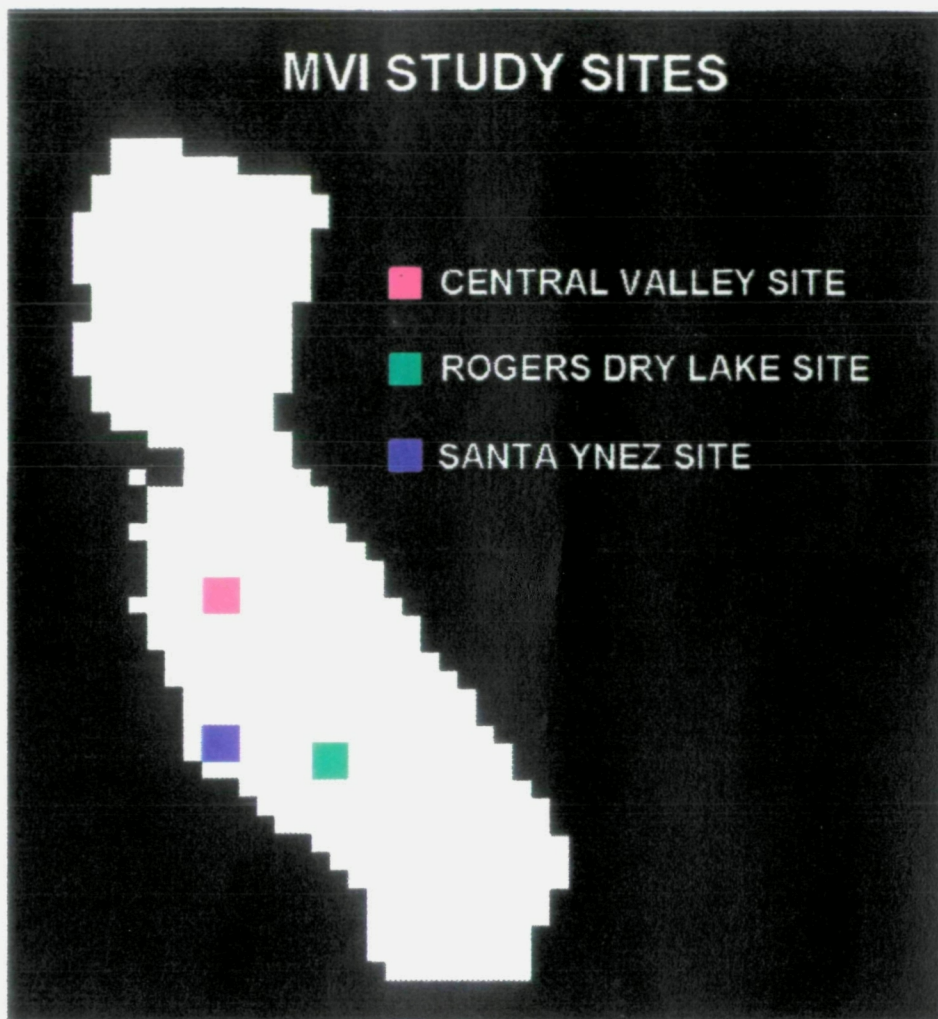 MVI STUDY SITES
CENTRAL VALLEY SITE
ROGERS DRY LAKE SITE
SANTA YNEZ SITE